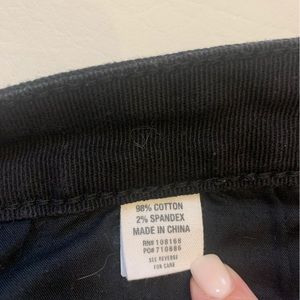 98% COTTON
2% SPANDEX
MADE IN CHINA
RN# 108168
PO# 710886
SEE REVERSE
FOR CARE